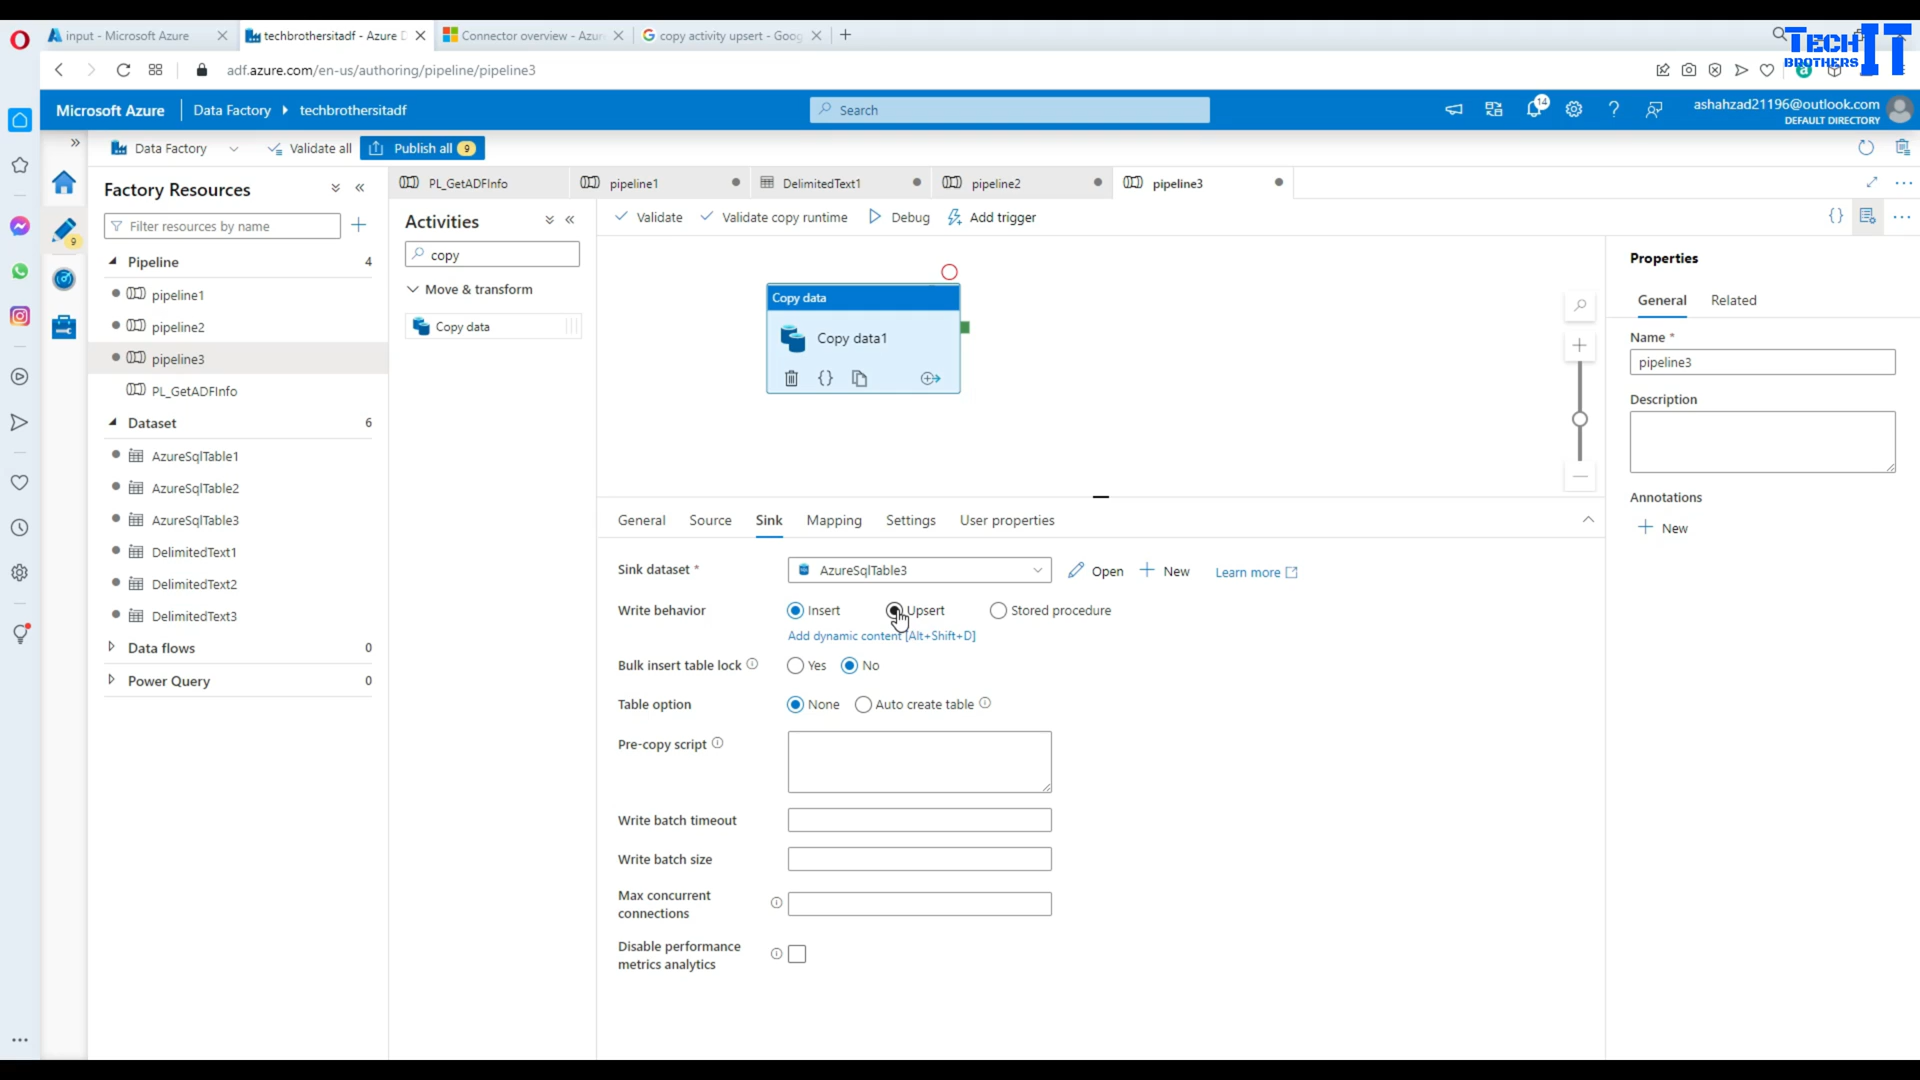 input - Microsoft Azure
techbrothersitadf - Azure D
Connector overview - Azur
copy activity upsert - Goog
TECH IT
BROTHERS
adf.azure.com/en-us/authoring/pipeline/pipeline3
a
Microsoft Azure
Data Factory
techbrothersitadf
Search
14
ashahzad21196@outlook.com
DEFAULT DIRECTORY
Data Factory
Validate all
Publish all
9
9
Factory Resources
Filter resources by name
Pipeline
4
pipeline1
pipeline2
pipeline3
PL_GetADFInfo
Dataset
6
AzureSqlTable1
AzureSqlTable2
AzureSqlTable3
DelimitedText1
DelimitedText2
DelimitedText3
Data flows
0
Power Query
0
PL_GetADFInfo
pipeline1
DelimitedText1
pipeline2
pipeline3
Activities
copy
Move & transform
Copy data
Validate
Validate copy runtime
Debug
Add trigger
Copy data
Copy data1
General
Source
Sink
Mapping
Settings
User properties
Sink dataset *
AzureSqlTable3
Open
New
Learn more
Write behavior
Insert
Upsert
Stored procedure
Add dynamic content [Alt+Shift+D]
Bulk insert table lock
Yes
No
Table option
None
Auto create table
Pre-copy script
Write batch timeout
Write batch size
Max concurrent
connections
Disable performance
metrics analytics
Properties
General
Related
Name *
pipeline3
Description
Annotations
New